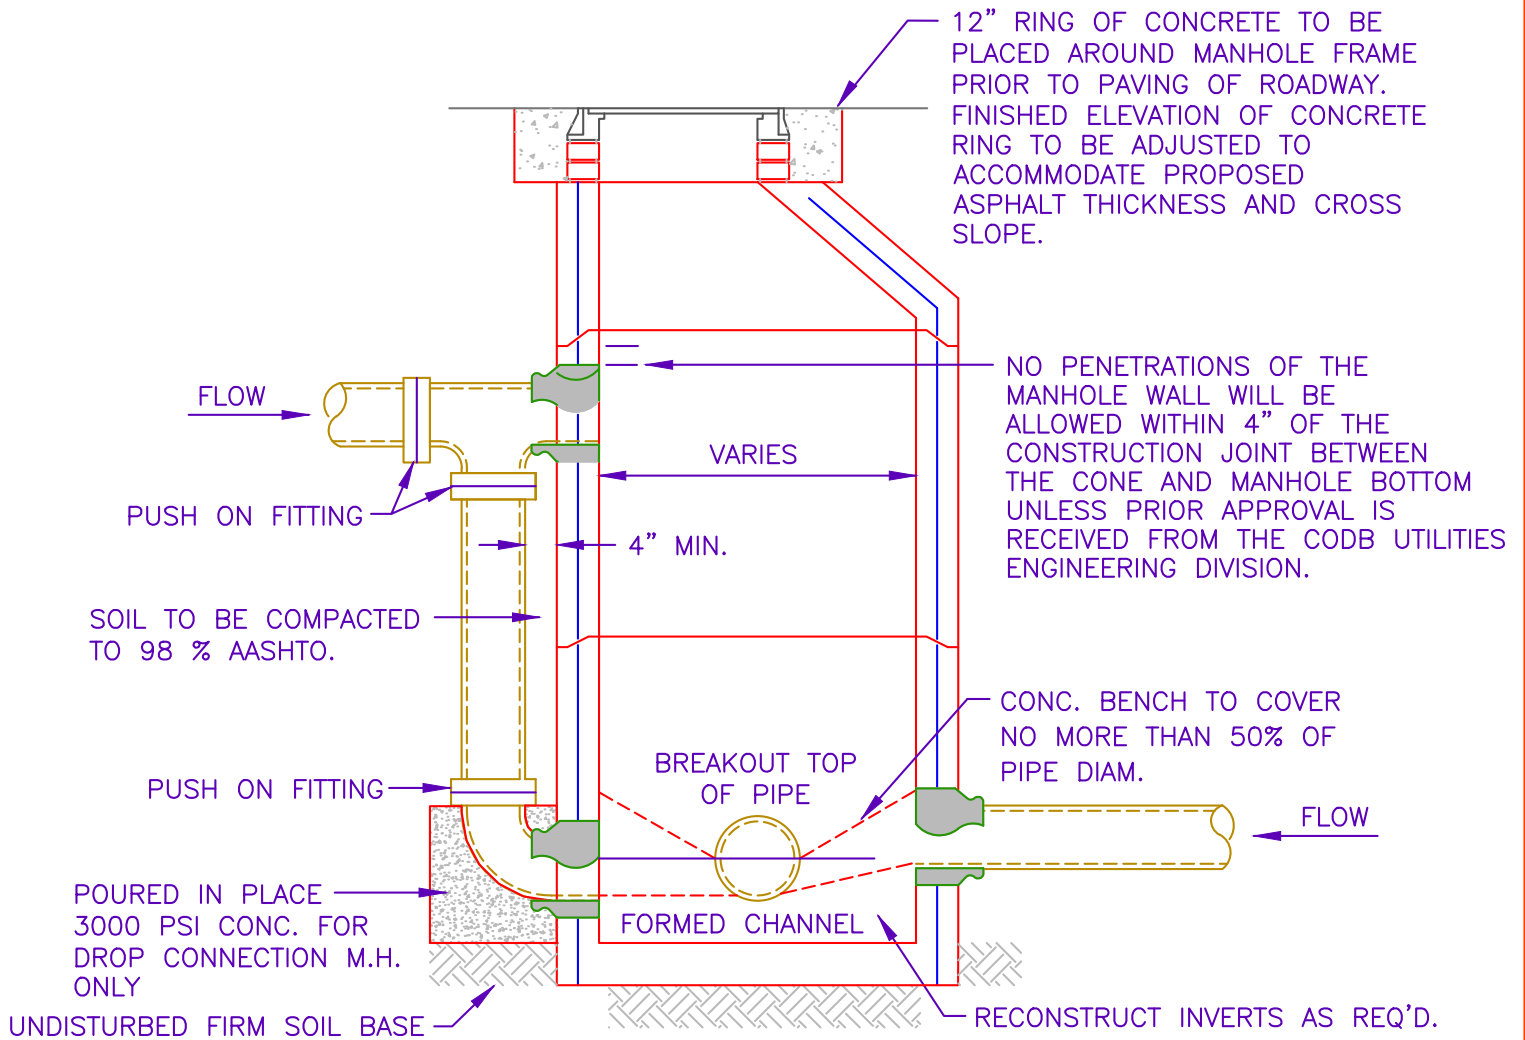 12” RING OF CONCRETE TO BE
PLACED AROUND MANHOLE FRAME
PRIOR TO PAVING OF ROADWAY.
FINISHED ELEVATION OF CONCRETE
RING TO BE ADJUSTED TO
ACCOMMODATE PROPOSED
ASPHALT THICKNESS AND CROSS
SLOPE.
NO PENETRATIONS OF THE
MANHOLE WALL WILL BE
ALLOWED WITHIN 4” OF THE
CONSTRUCTION JOINT BETWEEN
THE CONE AND MANHOLE BOTTOM
UNLESS PRIOR APPROVAL IS
RECEIVED FROM THE CODB UTILITIES
ENGINEERING DIVISION.
FLOW
VARIES
PUSH ON FITTING
4” MIN.
SOIL TO BE COMPACTED
TO 98 % AASHTO.
CONC. BENCH TO COVER
NO MORE THAN 50% OF
PIPE DIAM.
BREAKOUT TOP
OF PIPE
PUSH ON FITTING
FLOW
POURED IN PLACE
3000 PSI CONC. FOR
DROP CONNECTION M.H.
ONLY
FORMED CHANNEL
UNDISTURBED FIRM SOIL BASE
RECONSTRUCT INVERTS AS REQ'D.